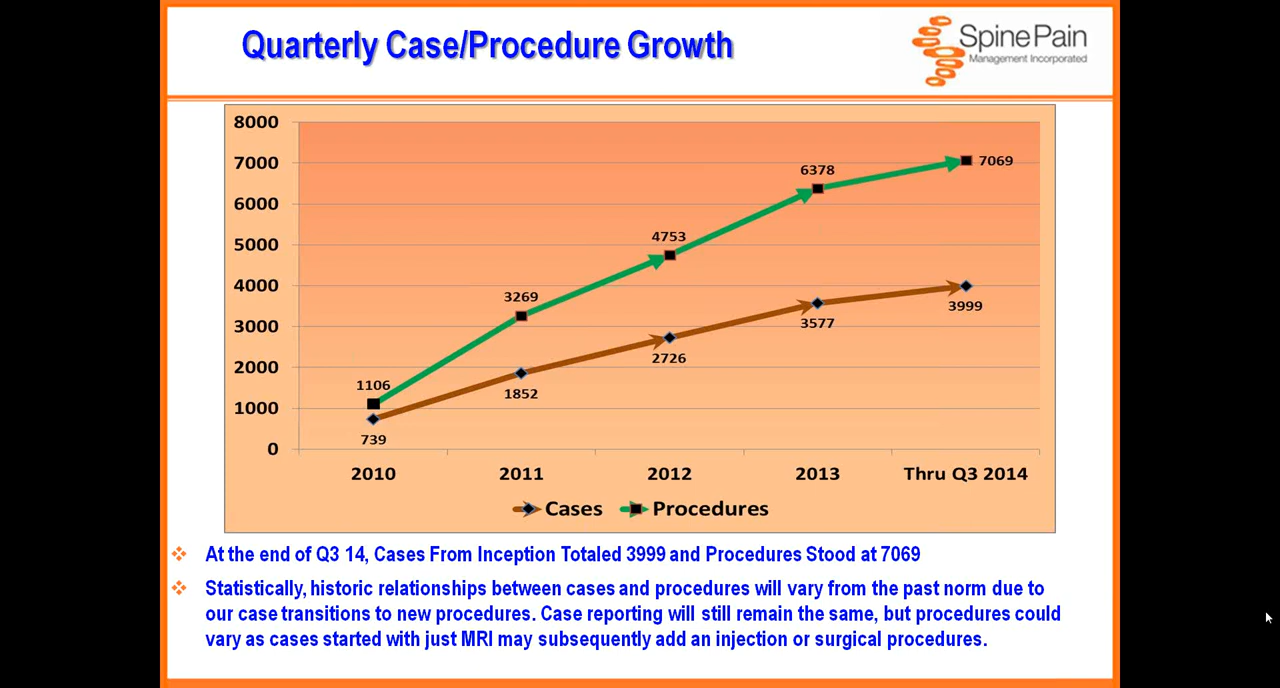 Quarterly Case/Procedure Growth
Spine Pain
Management Incorporated
8000
7000
6000
5000
4000
3000
2000
1000
0
1106
3269
4753
6378
7069
739
1852
2726
3577
3999
2010
2011
2012
2013
Thru Q3 2014
Cases
Procedures
At the end of Q3 14, Cases From Inception Totaled 3999 and Procedures Stood at 7069
Statistically, historic relationships between cases and procedures will vary from the past norm due to
our case transitions to new procedures. Case reporting will still remain the same, but procedures could
vary as cases started with just MRI may subsequently add an injection or surgical procedures.